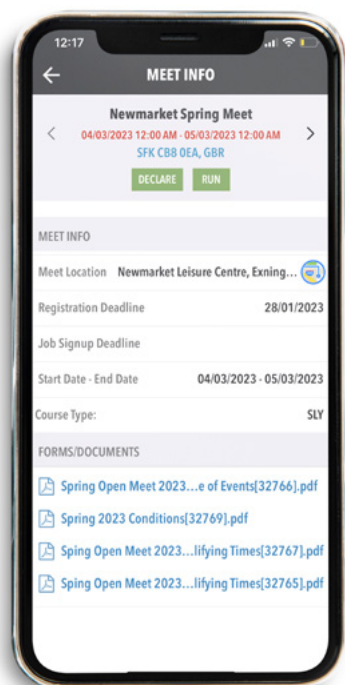 12:17
MEET INFO
Newmarket Spring Meet
04/03/2023 12:00 AM - 05/03/2023 12:00 AM
SFK CB8 0EA, GBR
DECLARE RUN
MEET INFO
Meet Location Newmarket Leisure Centre, Exning...
Registration Deadline 28/01/2023
Job Signup Deadline
Start Date - End Date 04/03/2023 - 05/03/2023
Course Type: SLY
FORMS/DOCUMENTS
Spring Open Meet 2023...e of Events[32766].pdf
Spring 2023 Conditions[32769].pdf
Sping Open Meet 2023...lifying Times[32767].pdf
Sping Open Meet 2023...lifying Times[32765].pdf